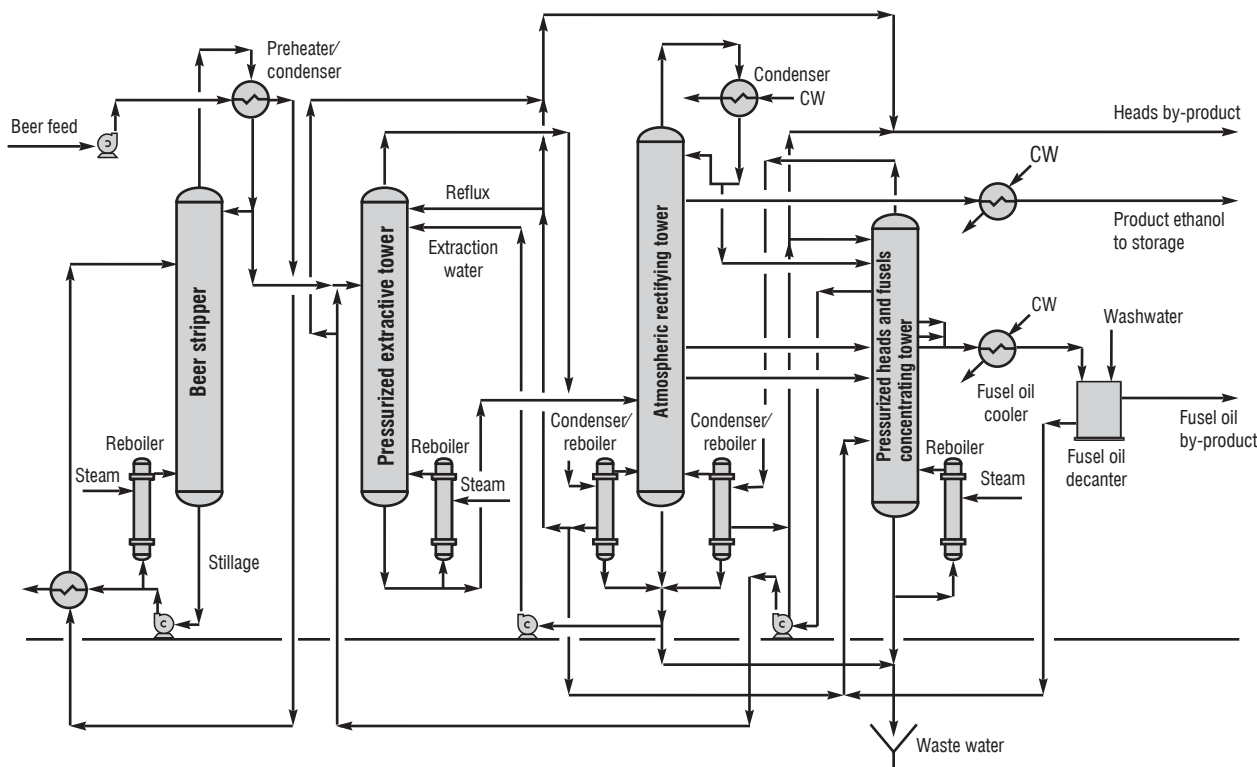 Preheater/
condenser
Beer feed
Condenser
CW
Heads by-product
CW
Product ethanol
to storage
Reflux
Extraction
water
Beer stripper
Pressurized extractive tower
Atmospheric rectifying tower
Pressurized heads and fusels
concentrating tower
CW
Washwater
Fusel oil
cooler
Fusel oil
by-product
Fusel oil
decanter
Reboiler
Steam
Reboiler
Steam
Condenser/
reboiler
Condenser/
reboiler
Reboiler
Steam
Stillage
Waste water